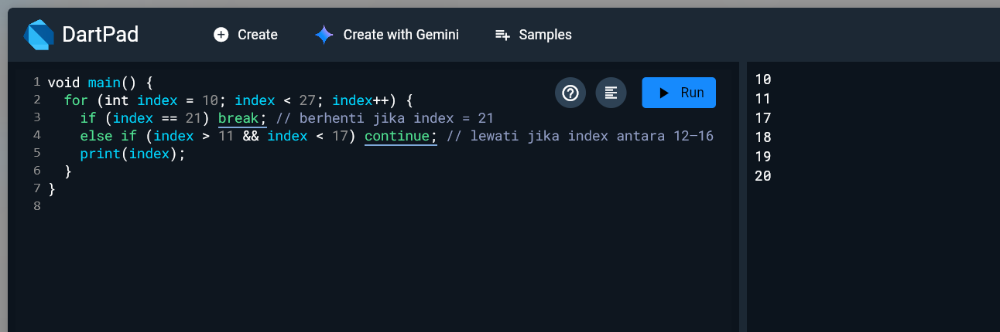 DartPad
Create
Create with Gemini
Samples
Run
1 void main() {
2   for (int index = 10; index < 27; index++) {
3     if (index == 21) break; // berhenti jika index = 21
4     else if (index > 11 && index < 17) continue; // lewati jika index antara 12–16
5     print(index);
6   }
7 }
8
10
11
17
18
19
20